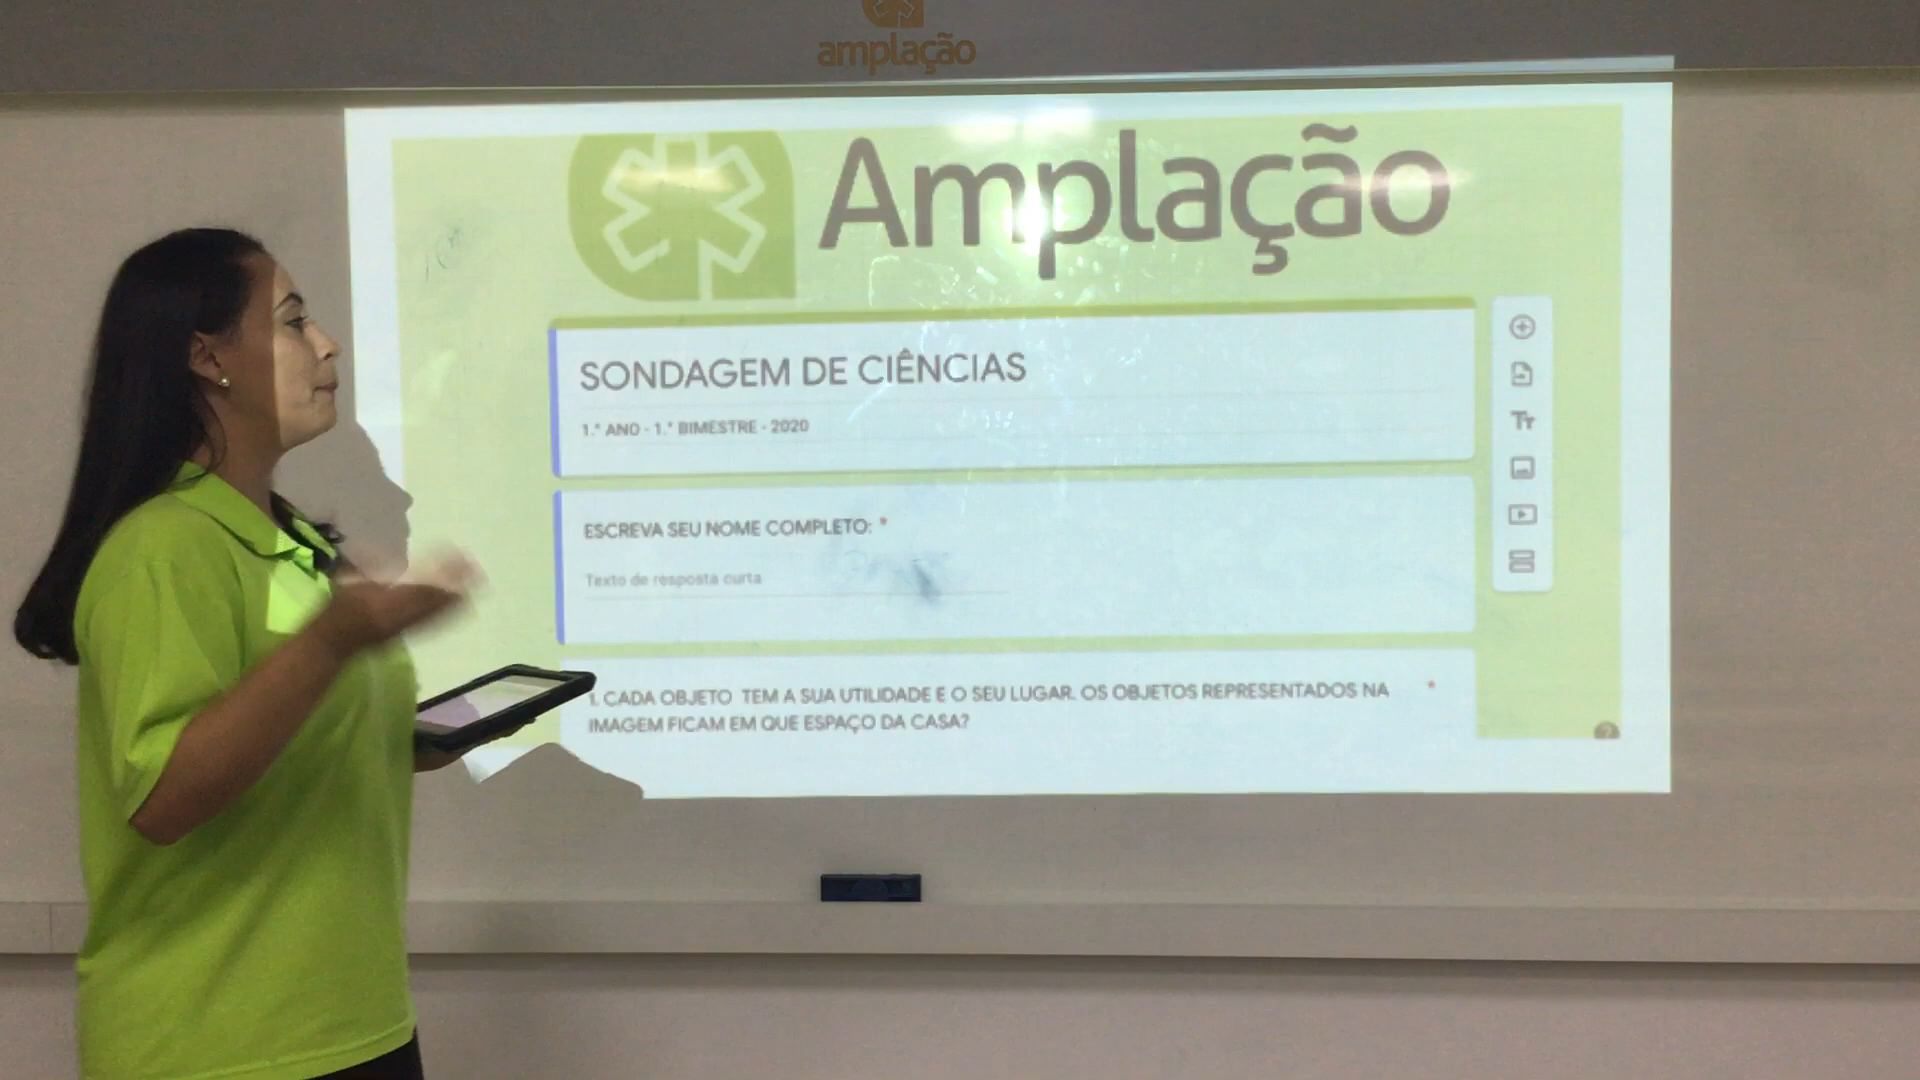 amplação
Amplação
SONDAGEM DE CIÊNCIAS
1.° ANO - 1.° BIMESTRE - 2020
ESCREVA SEU NOME COMPLETO: *
Texto de resposta curta
1. CADA OBJETO TEM A SUA UTILIDADE E O SEU LUGAR. OS OBJETOS REPRESENTADOS NA *
IMAGEM FICAM EM QUE ESPAÇO DA CASA?
Tт
?